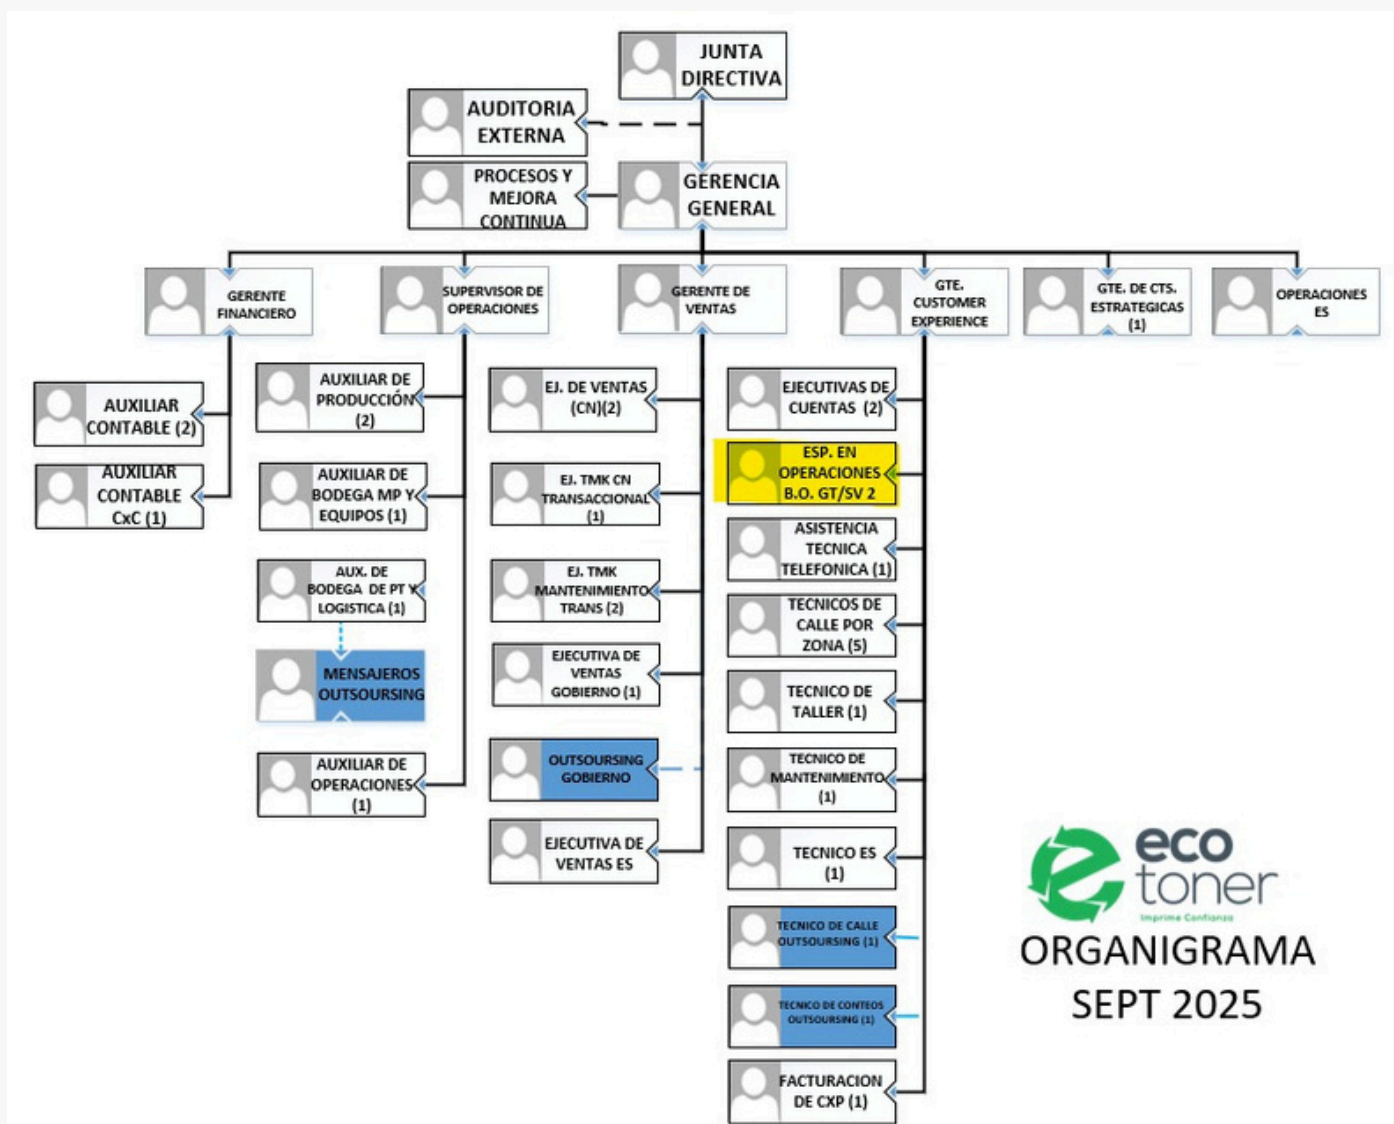 JUNTA
DIRECTIVA
AUDITORIA
EXTERNA
PROCESOS Y
MEJORA
CONTINUA
GERENCIA
GENERAL
GERENTE
FINANCIERO
SUPERVISOR DE
OPERACIONES
GERENTE DE
VENTAS
GTE.
CUSTOMER
EXPERIENCE
GTE. DE CTS.
ESTRATEGICAS
(1)
OPERACIONES
ES
AUXILIAR
CONTABLE (2)
AUXILIAR
CONTABLE
CxC (1)
AUXILIAR DE
PRODUCCIÓN
(2)
AUXILIAR DE
BODEGA MP Y
EQUIPOS (1)
AUX. DE
BODEGA DE PT Y
LOGISTICA (1)
MENSAJEROS
OUTSOURSING
AUXILIAR DE
OPERACIONES
(1)
EJ. DE VENTAS
(CN)(2)
EJ. TMK CN
TRANSACCIONAL
(1)
EJ. TMK
MANTENIMIENTO
TRANS (2)
EJECUTIVA DE
VENTAS
GOBIERNO (1)
OUTSOURSING
GOBIERNO
EJECUTIVA DE
VENTAS ES
EJECUTIVAS DE
CUENTAS (2)
ESP. EN
OPERACIONES
B.O. GT/SV 2
ASISTENCIA
TECNICA
TELEFONICA (1)
TECNICOS DE
CALLE POR
ZONA (5)
TECNICO DE
TALLER (1)
TECNICO DE
MANTENIMIENTO
(1)
TECNICO ES
(1)
TECNICO DE CALLE
OUTSOURSING (1)
TECNICO DE CONTEOS
OUTSOURSING (1)
FACTURACION
DE CXP (1)
eco
toner
Imprime Confianza
ORGANIGRAMA
SEPT 2025